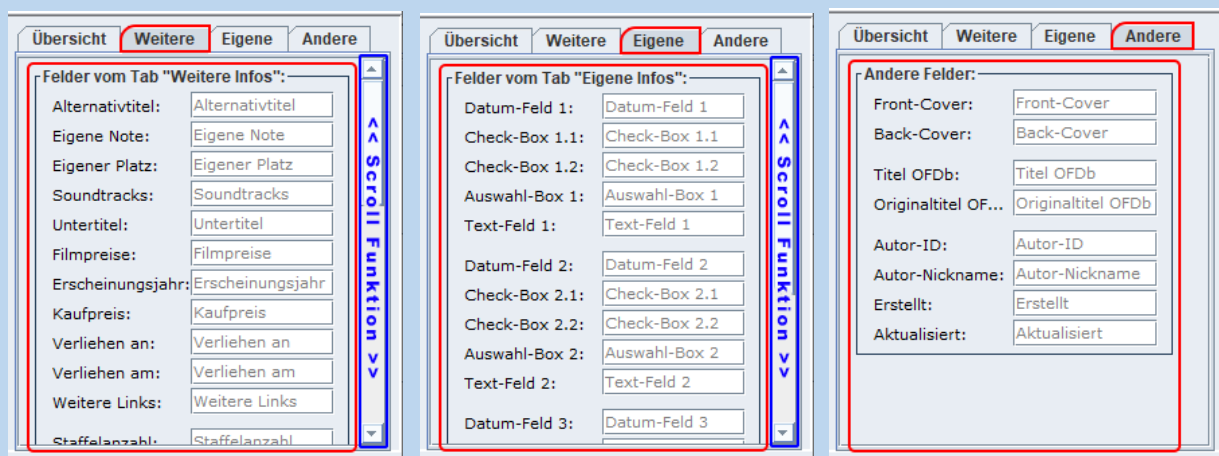 Übersicht Weitere Eigene Andere
Felder vom Tab "Weitere Infos":
Alternativtitel: Alternativtitel
Eigene Note: Eigene Note
Eigener Platz: Eigener Platz
Soundtracks: Soundtracks
Untertitel: Untertitel
Filmpreise: Filmpreise
Erscheinungsjahr: Erscheinungsjahr
Kaufpreis: Kaufpreis
Verliehen an: Verliehen an
Verliehen am: Verliehen am
Weitere Links: Weitere Links
Staffelanzahl: Staffelanzahl
<< Scroll Funktion >>
Übersicht Weitere Eigene Andere
Felder vom Tab "Eigene Infos":
Datum-Feld 1: Datum-Feld 1
Check-Box 1.1: Check-Box 1.1
Check-Box 1.2: Check-Box 1.2
Auswahl-Box 1: Auswahl-Box 1
Text-Feld 1: Text-Feld 1
Datum-Feld 2: Datum-Feld 2
Check-Box 2.1: Check-Box 2.1
Check-Box 2.2: Check-Box 2.2
Auswahl-Box 2: Auswahl-Box 2
Text-Feld 2: Text-Feld 2
Datum-Feld 3: Datum-Feld 3
<< Scroll Funktion >>
Übersicht Weitere Eigene Andere
Andere Felder:
Front-Cover: Front-Cover
Back-Cover: Back-Cover
Titel OFDb: Titel OFDb
Originaltitel OF... Originaltitel OFDb
Autor-ID: Autor-ID
Autor-Nickname: Autor-Nickname
Erstellt: Erstellt
Aktualisiert: Aktualisiert